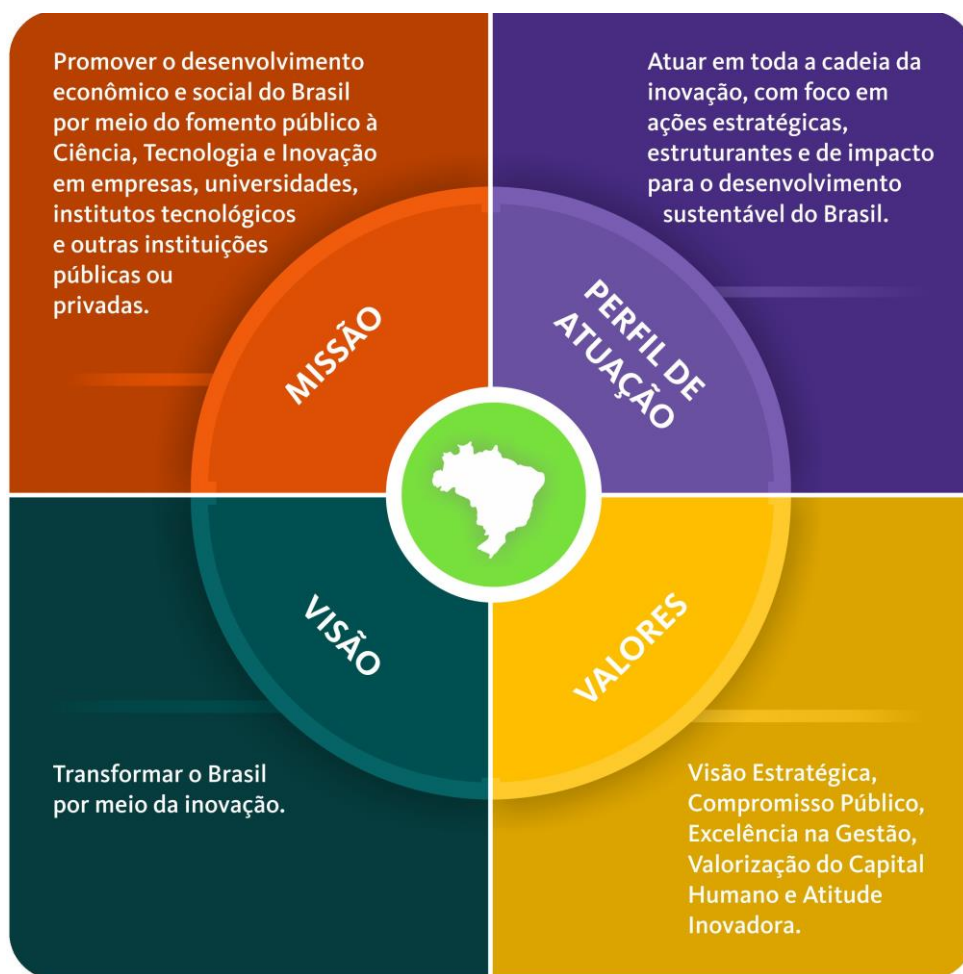 Promover o desenvolvimento
econômico e social do Brasil
por meio do fomento público à
Ciência, Tecnologia e Inovação
em empresas, universidades,
institutos tecnológicos
e outras instituições
públicas ou
privadas.
MISSÃO
Atuar em toda a cadeia da
inovação, com foco em
ações estratégicas,
estruturantes e de impacto
para o desenvolvimento
sustentável do Brasil.
PERFIL DE
ATUAÇÃO
VISÃO
Transformar o Brasil
por meio da inovação.
VALORES
Visão Estratégica,
Compromisso Público,
Excelência na Gestão,
Valorização do Capital
Humano e Atitude
Inovadora.